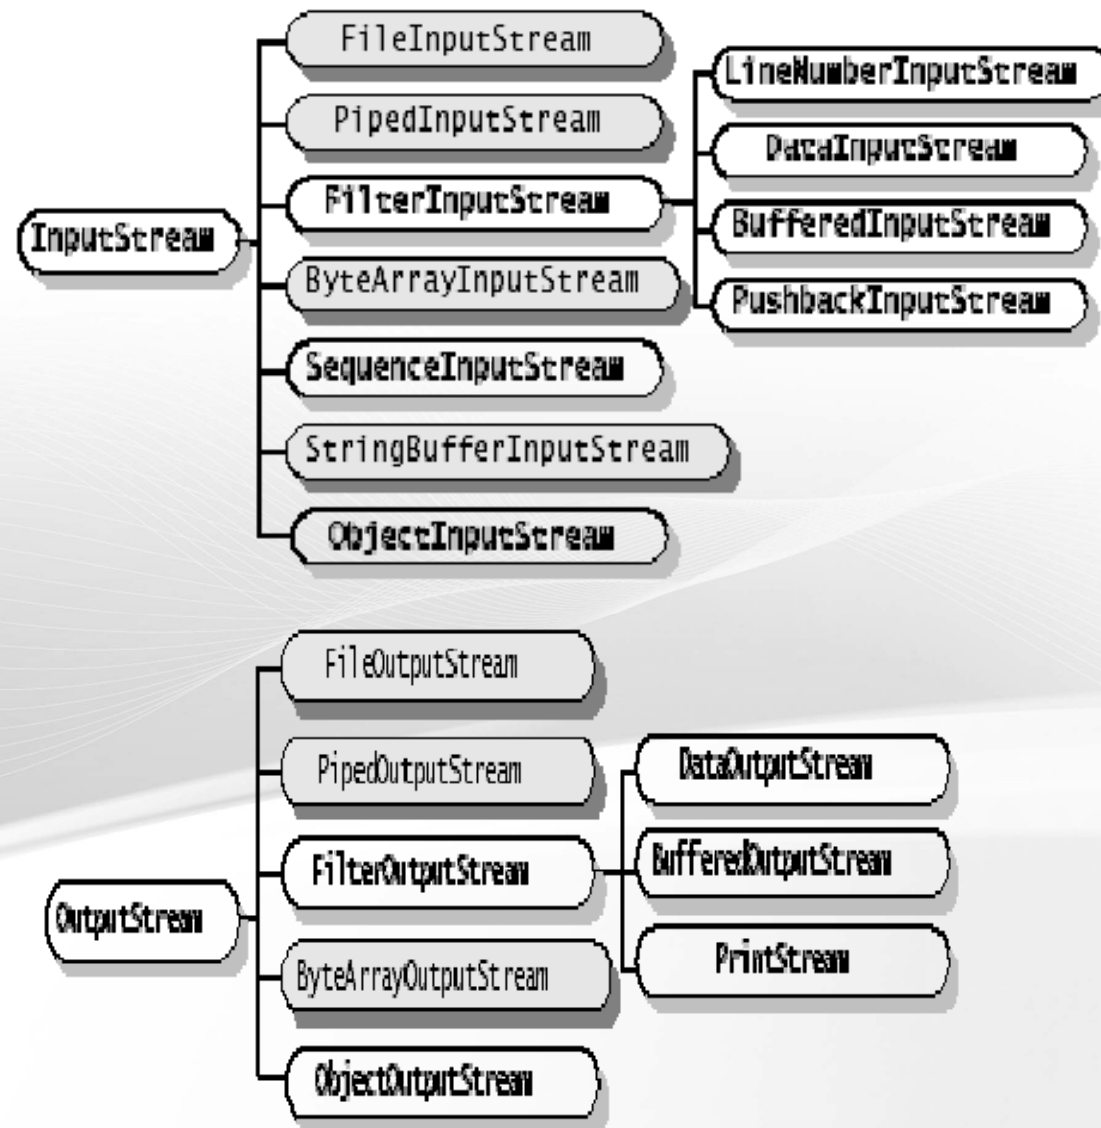 InputStream
FileInputStream
PipedInputStream
FilterInputStream
ByteArrayInputStream
SequenceInputStream
StringBufferInputStream
ObjectInputStream
LineNumberInputStream
DataInputStream
BufferedInputStream
PushbackInputStream
OutputStream
FileOutputStream
PipedOutputStream
FilterOutputStream
ByteArrayOutputStream
ObjectOutputStream
DataOutputStream
BufferedOutputStream
PrintStream